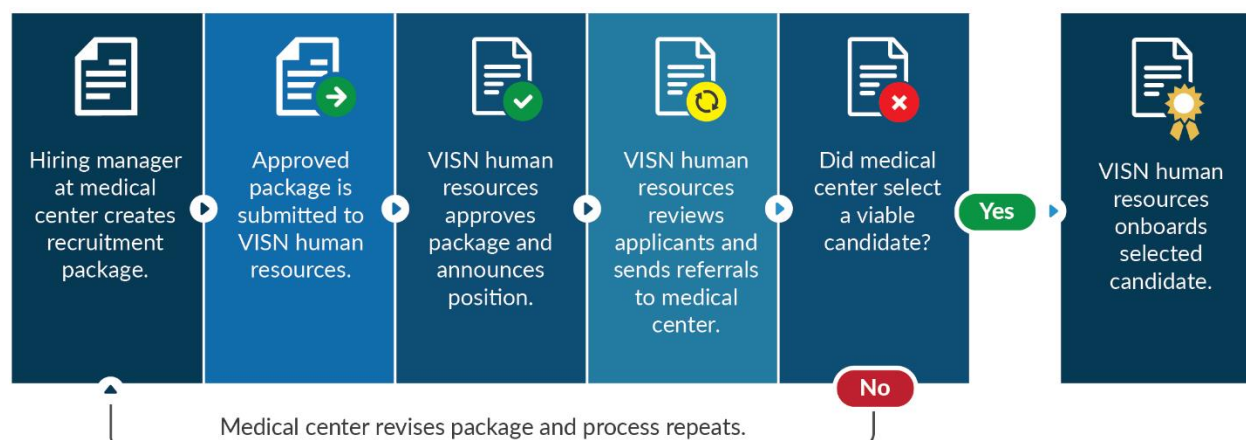 Hiring manager
at medical
center creates
recruitment
package.
Approved
package is
submitted to
VISN human
resources.
VISN human
resources
approves
package and
announces
position.
VISN human
resources
reviews
applicants and
sends referrals
to medical
center.
Did medical
center select
a viable
candidate?
Yes
VISN human
resources
onboards
selected
candidate.
No
Medical center revises package and process repeats.